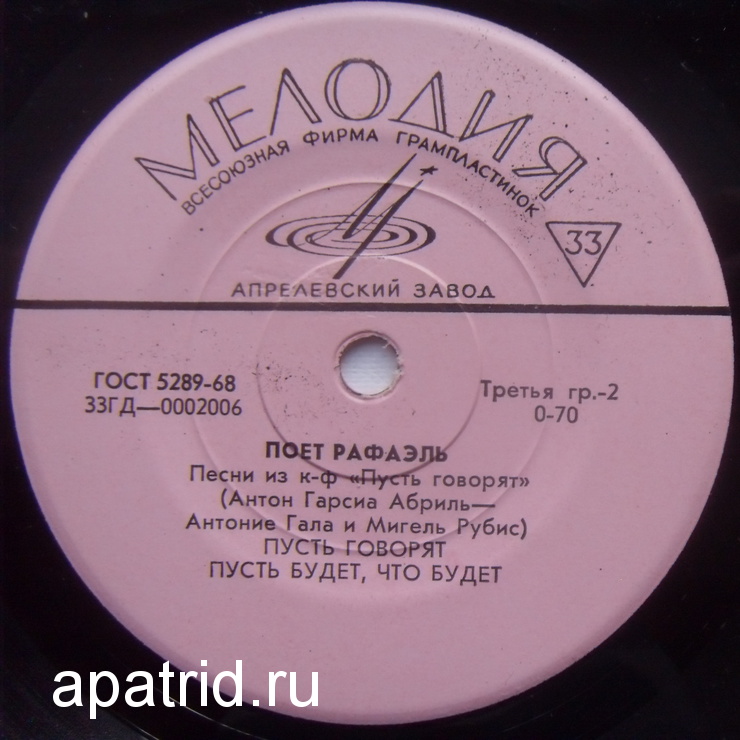 МЕЛОДИЯ
ВСЕСОЮЗНАЯ ФИРМА ГРАМПЛАСТИНОК
33
АПРЕЛЕВСКИЙ ЗАВОД
ГОСТ 5289-68
33ГД—0002006
Третья гр.-2
0-70
ПОЕТ РАФАЭЛЬ
Песни из к-ф «Пусть говорят»
(Антон Гарсиа Абриль—
Антоние Гала и Мигель Рубис)
ПУСТЬ ГОВОРЯТ
ПУСТЬ БУДЕТ, ЧТО БУДЕТ
apatrid.ru